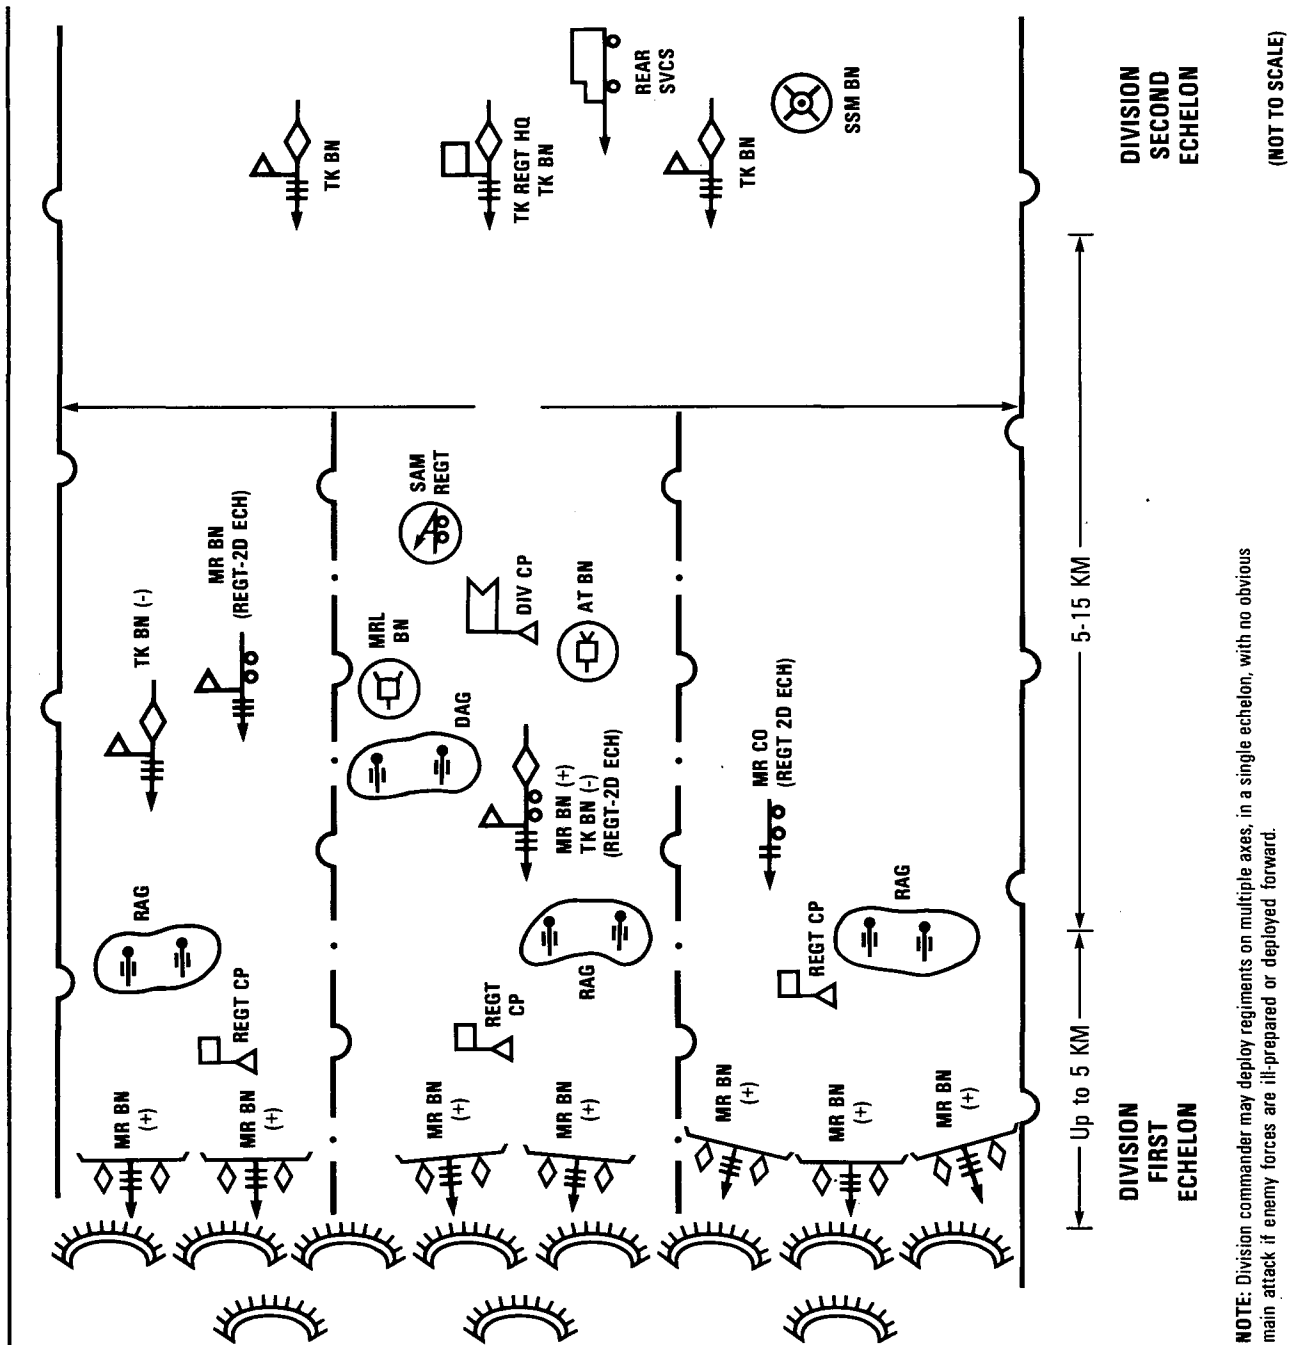 MR BN
(+)
MR BN
(+)
MR BN
(+)
MR BN
(+)
MR BN
(+)
MR BN
(+)
MR BN
(+)
REGT CP
REGT
CP
REGT CP
RAG
RAG
RAG
TK BN (-)
MR BN
(REGT-2D ECH)
DAG
MRL
BN
SAM
REGT
DIV CP
AT BN
MR BN (+)
TK BN (-)
(REGT-2D ECH)
MR CO
(REGT 2D ECH)
TK BN
TK REGT HQ
TK BN
REAR
SVCS
TK BN
SSM BN
Up to 5 KM
5-15 KM
DIVISION
FIRST
ECHELON
DIVISION
SECOND
ECHELON
NOTE: Division commander may deploy regiments on multiple axes, in a single echelon, with no obvious
main attack if enemy forces are ill-prepared or deployed forward.
(NOT TO SCALE)